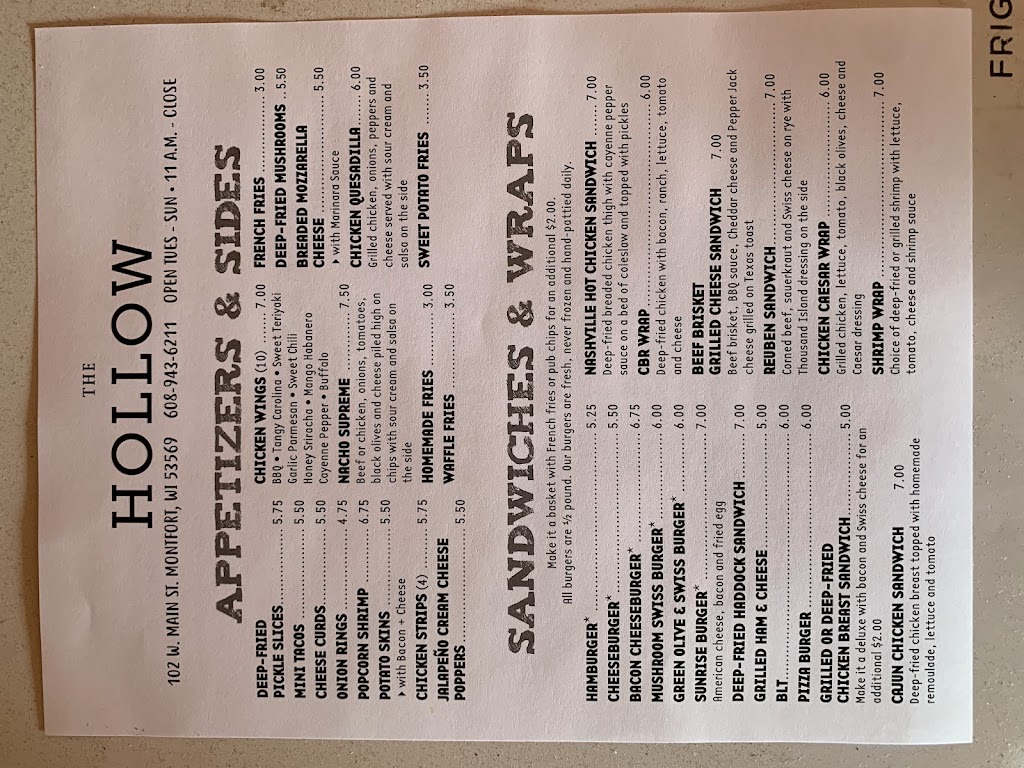 THE
HOLLOW
102 W. MAIN ST. MONTFORT, WI 53569 608-943-6211 OPEN TUES - SUN • 11 A.M. - CLOSE
APPETIZERS & SIDES
DEEP-FRIED
PICKLE SLICES 5.75
MINI TACOS 5.50
CHEESE CURDS 5.50
ONION RINGS 4.75
POPCORN SHRIMP 6.75
POTATO SKINS 5.50
‣ with Bacon + Cheese
CHICKEN STRIPS (4) 5.75
JALAPEÑO CREAM CHEESE
POPPERS 5.50
CHICKEN WINGS (10) 7.00
BBQ • Tangy Carolina • Sweet Teriyaki
Garlic Parmesan • Sweet Chili
Honey Sriracha • Mango Habanero
Cayenne Pepper • Buffalo
NACHO SUPREME 7.50
Beef or chicken, onions, tomatoes,
black olives and cheese piled high on
chips with sour cream and salsa on
the side
HOMEMADE FRIES 3.00
WAFFLE FRIES 3.50
FRENCH FRIES 3.00
DEEP-FRIED MUSHROOMS 5.50
BREADED MOZZARELLA
CHEESE 5.50
‣ with Marinara Sauce
CHICKEN QUESADILLA 6.00
Grilled chicken, onions, peppers and
cheese served with sour cream and
salsa on the side
SWEET POTATO FRIES 3.50
SANDWICHES & WRAPS
Make it a basket with French fries or pub chips for an additional $2.00.
All burgers are ½ pound. Our burgers are fresh, never frozen and hand-pattied daily.
HAMBURGER* 5.25
CHEESEBURGER* 5.50
BACON CHEESEBURGER* 6.75
MUSHROOM SWISS BURGER* 6.00
GREEN OLIVE & SWISS BURGER* 6.00
SUNRISE BURGER* 7.00
American cheese, bacon and fried egg
DEEP-FRIED HADDOCK SANDWICH 7.00
GRILLED HAM & CHEESE 5.00
BLT 6.00
PIZZA BURGER 6.00
GRILLED OR DEEP-FRIED
CHICKEN BREAST SANDWICH 5.00
Make it a deluxe with bacon and Swiss cheese for an
additional $2.00
CAJUN CHICKEN SANDWICH 7.00
Deep-fried chicken breast topped with homemade
remoulade, lettuce and tomato
NASHVILLE HOT CHICKEN SANDWICH 7.00
Deep-fried breaded chicken thigh with cayenne pepper
sauce on a bed of coleslaw and topped with pickles
CBR WRAP 6.00
Deep-fried chicken with bacon, ranch, lettuce, tomato
and cheese
BEEF BRISKET
GRILLED CHEESE SANDWICH 7.00
Beef brisket, BBQ sauce, Cheddar cheese and Pepper Jack
cheese grilled on Texas toast
REUBEN SANDWICH 7.00
Corned beef, sauerkraut and Swiss cheese on rye with
Thousand Island dressing on the side
CHICKEN CAESAR WRAP 6.00
Grilled chicken, lettuce, tomato, black olives, cheese and
Caesar dressing
SHRIMP WRAP 7.00
Choice of deep-fried or grilled shrimp with lettuce,
tomato, cheese and shrimp sauce
FRIG